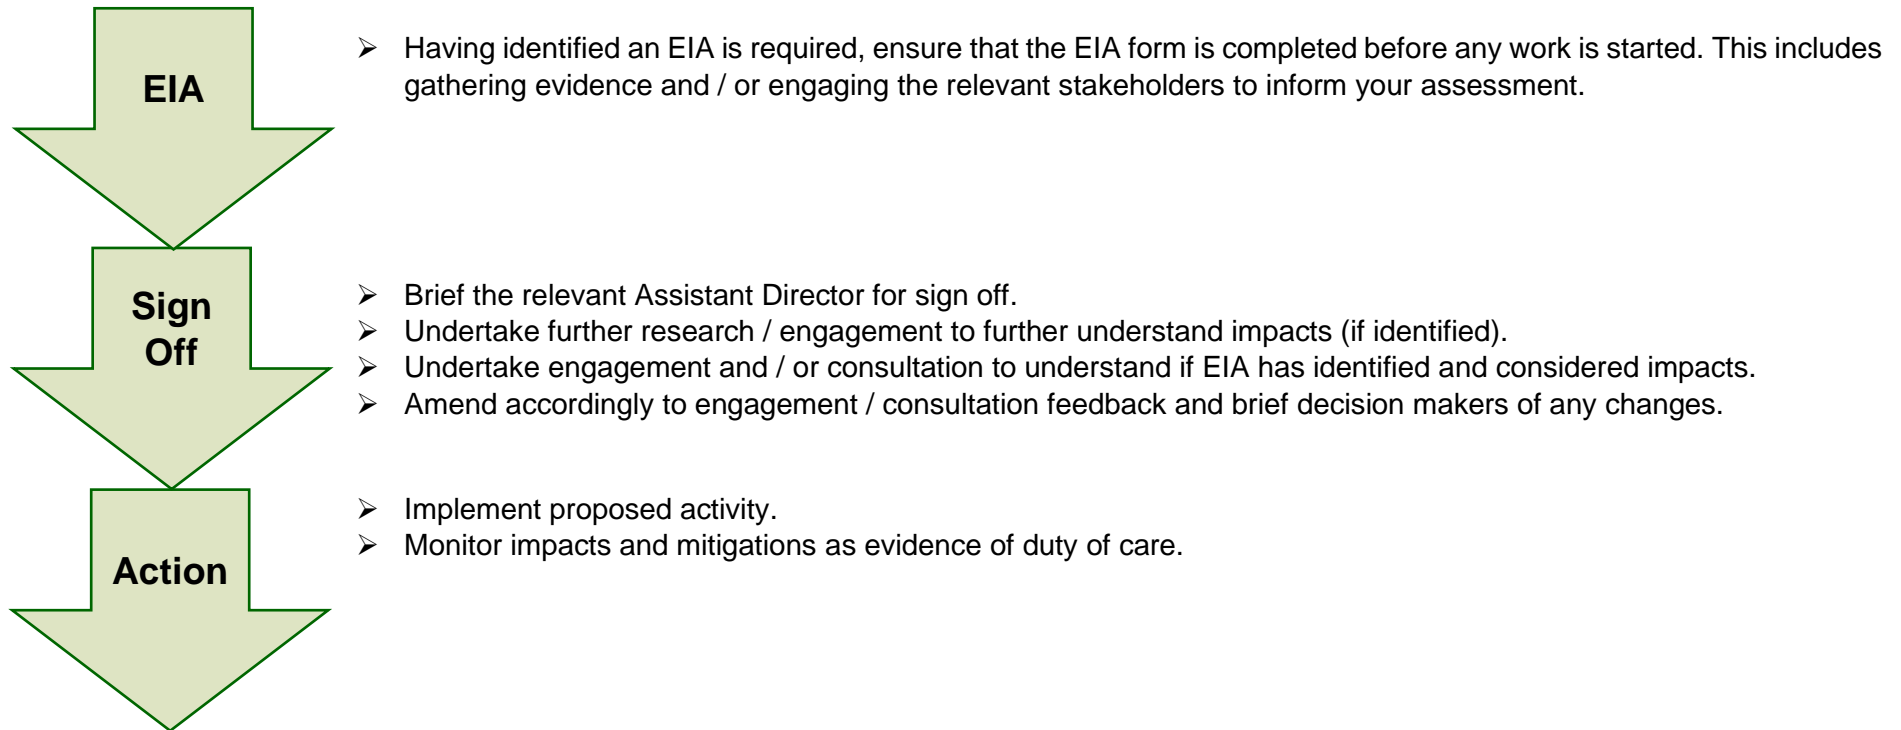 EIA
➢ Having identified an EIA is required, ensure that the EIA form is completed before any work is started. This includes
gathering evidence and / or engaging the relevant stakeholders to inform your assessment.
Sign
Off
➢ Brief the relevant Assistant Director for sign off.
➢ Undertake further research / engagement to further understand impacts (if identified).
➢ Undertake engagement and / or consultation to understand if EIA has identified and considered impacts.
➢ Amend accordingly to engagement / consultation feedback and brief decision makers of any changes.
Action
➢ Implement proposed activity.
➢ Monitor impacts and mitigations as evidence of duty of care.